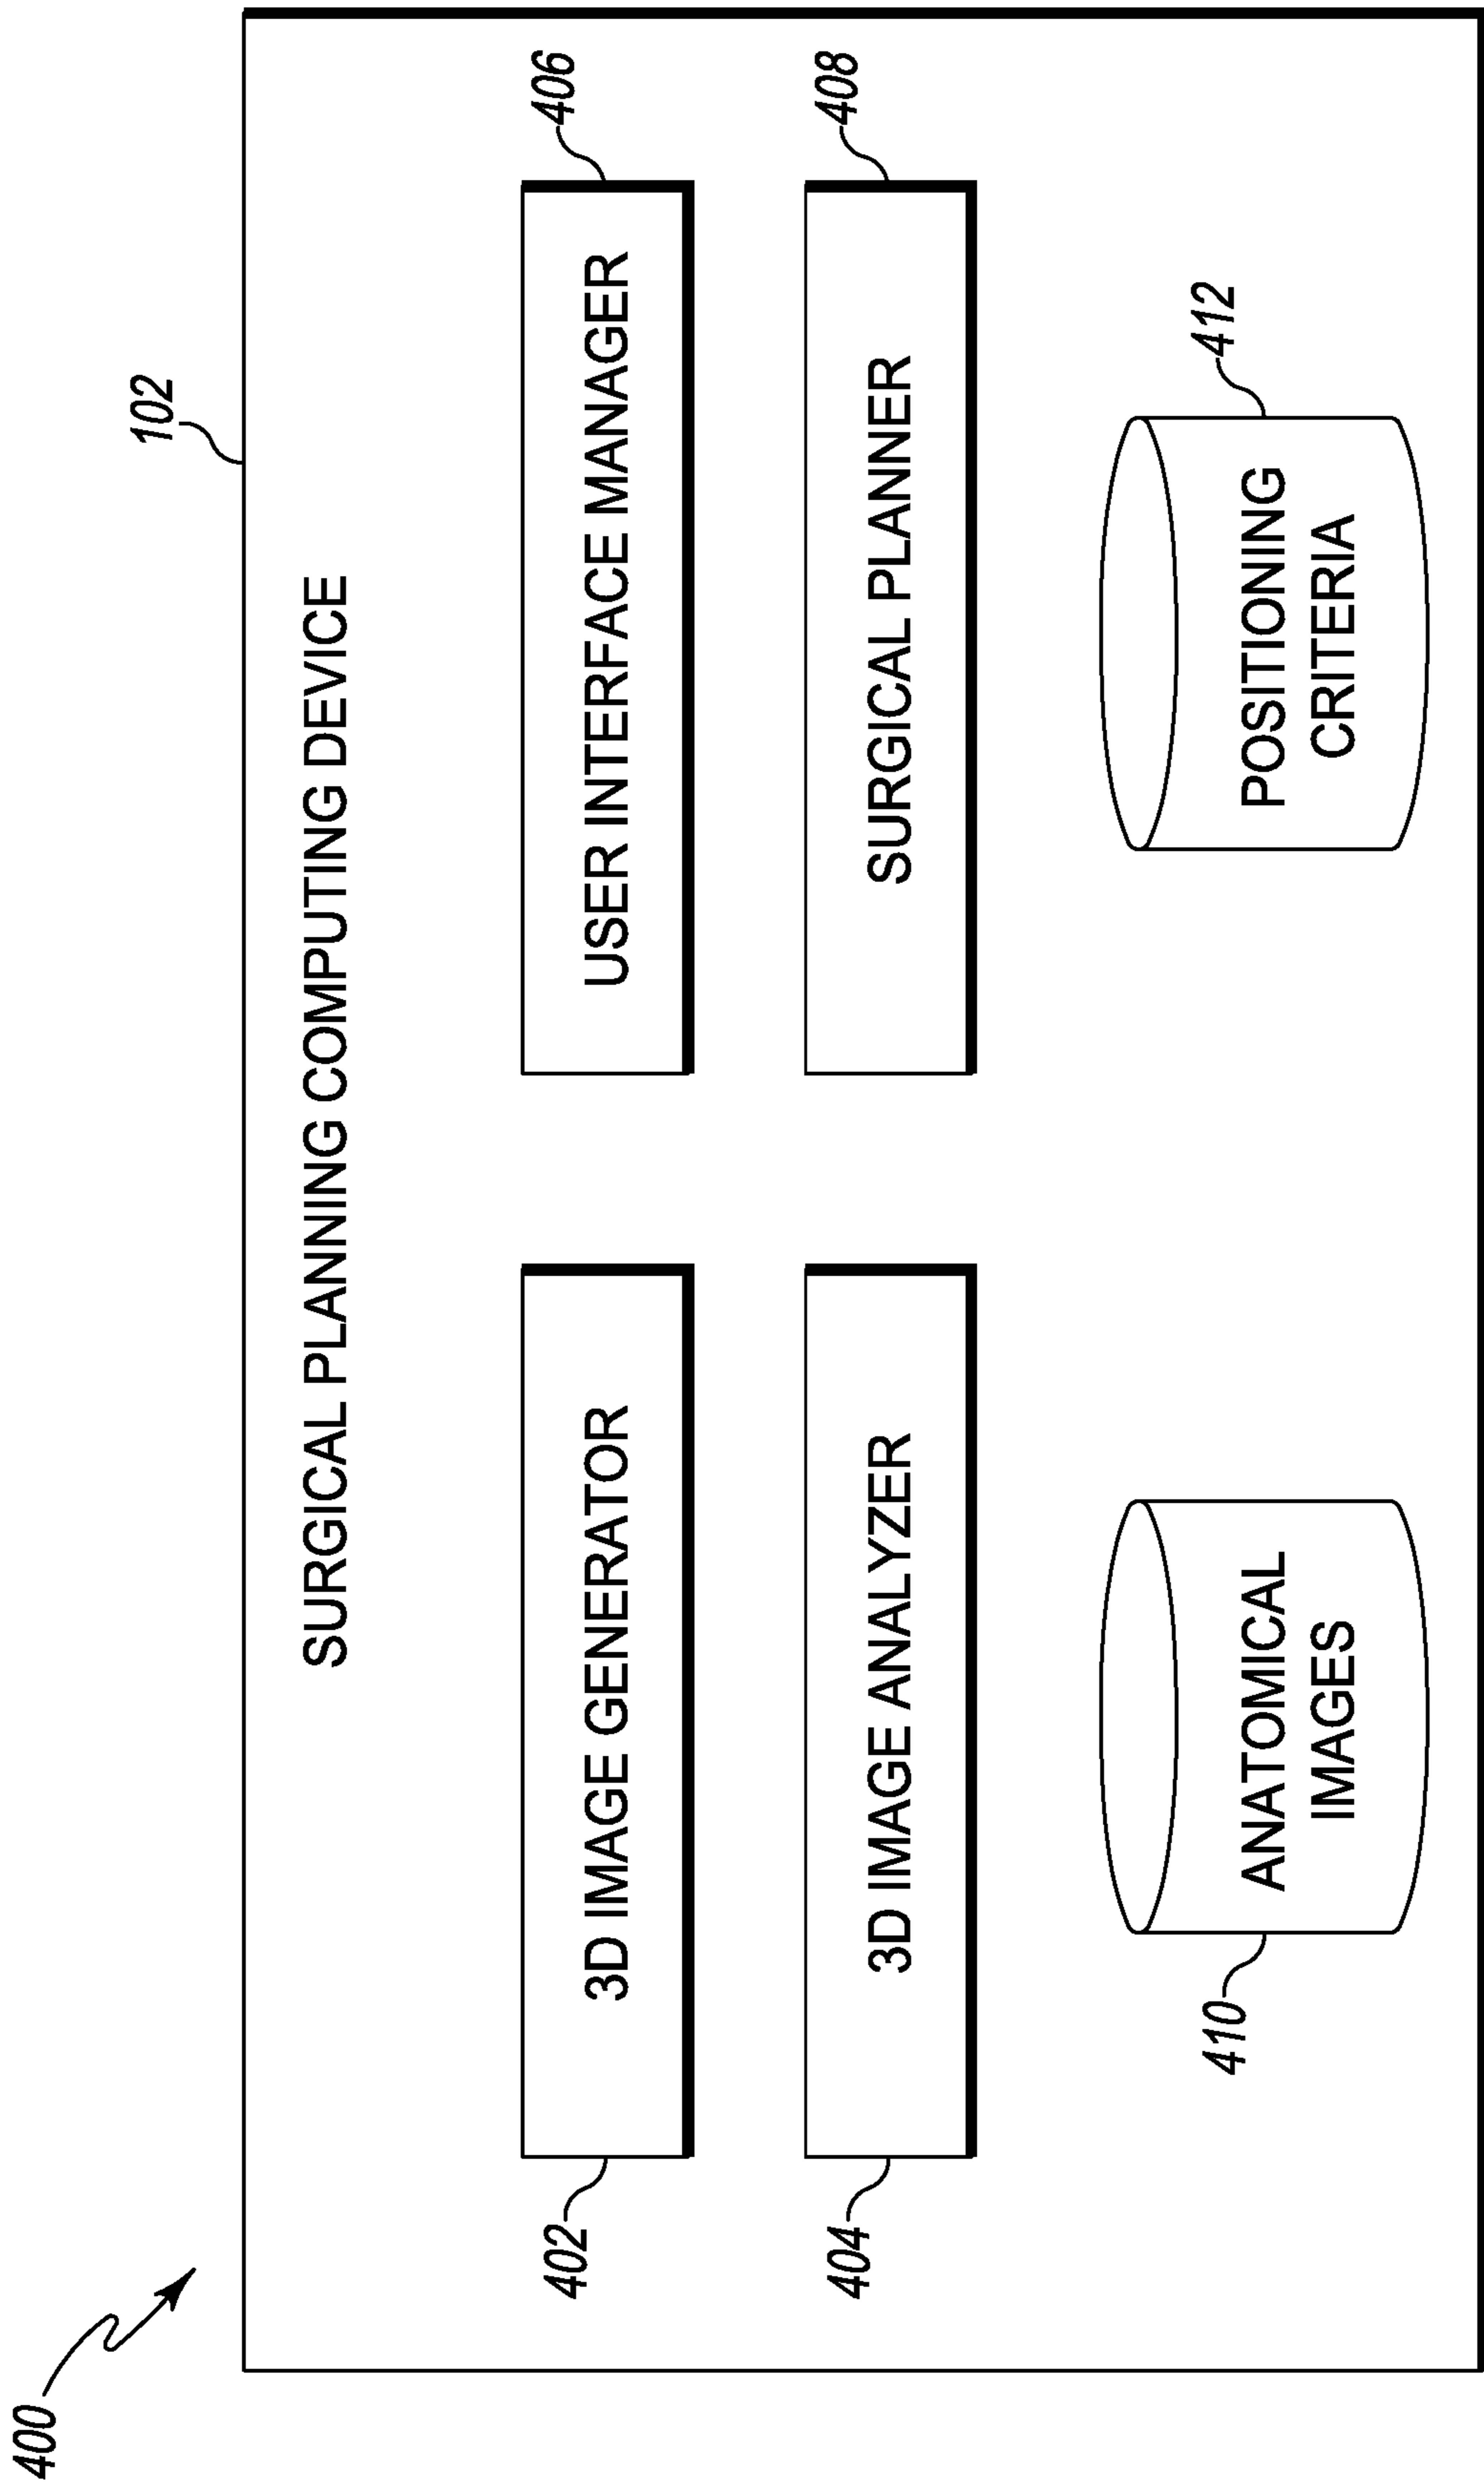 400
102
SURGICAL PLANNING COMPUTING DEVICE
402
3D IMAGE GENERATOR
USER INTERFACE MANAGER
406
404
3D IMAGE ANALYZER
SURGICAL PLANNER
408
410
ANATOMICAL
IMAGES
POSITIONING
CRITERIA
412